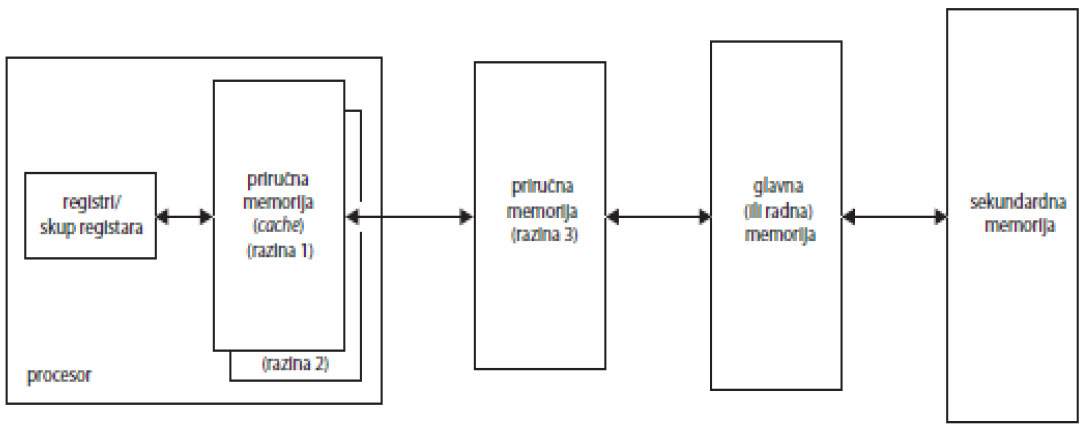 registri/
skup registara
priručna
memorija
(cache)
(razina 1)
(razina 2)
procesor
priručna
memorija
(razina 3)
glavna
(ili radna)
memorija
sekundardna
memorija